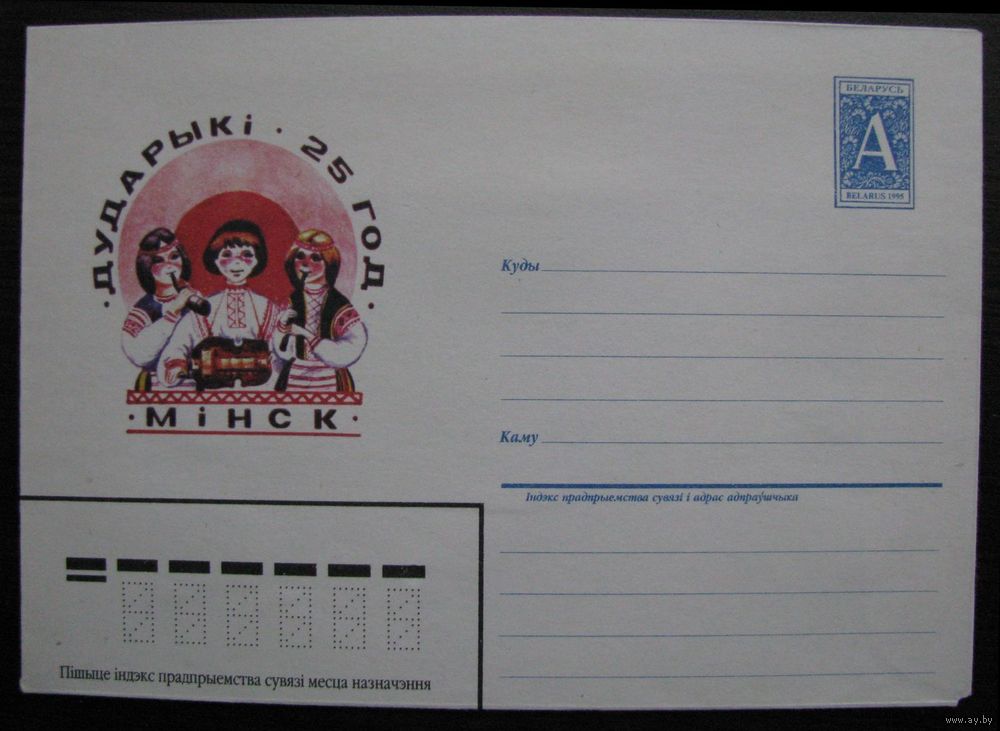 · ДУДАРЫКІ · 25 ГОД ·
· МіНСК ·
БЕЛАРУСЬ
А
BELARUS 1995
Куды
Каму
Індэкс прадпрыемства сувязі і адрас адпраўшчыка
Пішыце індэкс прадпрыемства сувязі месца назначэння
www.ay.by